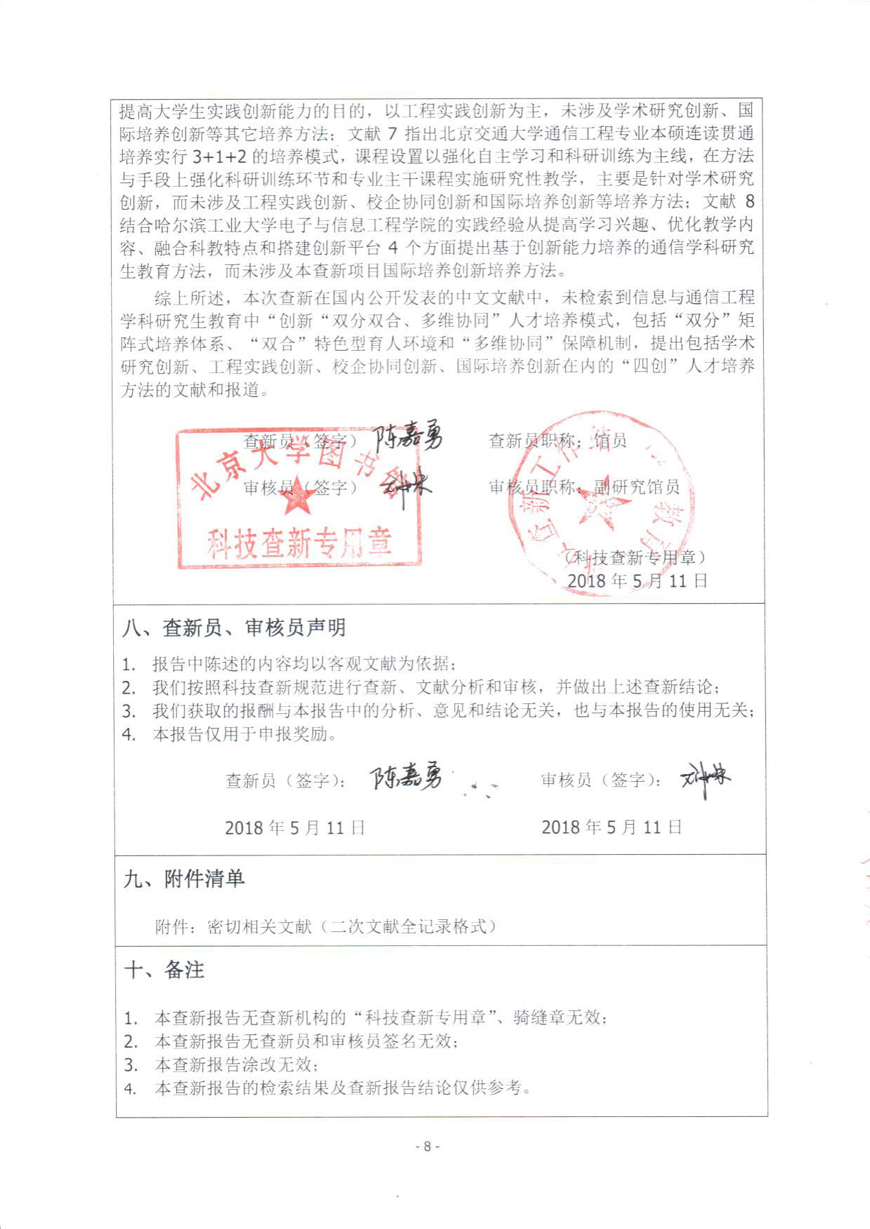 提高大学生实践创新能力的目的，以工程实践创新为主，未涉及学术研究创新、国
际培养创新等其它培养方法；文献 7 指出北京交通大学通信工程专业本硕连读贯通
培养实行 3+1+2 的培养模式，课程设置以强化自主学习和科研训练为主线，在方法
与手段上强化科研训练环节和专业主干课程实施研究性教学，主要是针对学术研究
创新，而未涉及工程实践创新、校企协同创新和国际培养创新等培养方法；文献 8
结合哈尔滨工业大学电子与信息工程学院的实践经验从提高学习兴趣、优化教学内
容、融合科教特点和搭建创新平台 4 个方面提出基于创新能力培养的通信学科研究
生教育方法，而未涉及本查新项目国际培养创新培养方法。
综上所述，本次查新在国内公开发表的中文文献中，未检索到信息与通信工程
学科研究生教育中“创新“双分双合、多维协同”人才培养模式，包括“双分”矩
阵式培养体系、“双合”特色型育人环境和“多维协同”保障机制，提出包括学术
研究创新、工程实践创新、校企协同创新、国际培养创新在内的“四创”人才培养
方法的文献和报道。
查新员（签字） 陈嘉勇 查新员职称：馆员
审核员（签字） 审核员职称：副研究馆员
北京大学图书馆
科技查新专用章
（科技查新专用章）
2018 年 5 月 11 日
八、查新员、审核员声明
1. 报告中陈述的内容均以客观文献为依据；
2. 我们按照科技查新规范进行查新、文献分析和审核，并做出上述查新结论；
3. 我们获取的报酬与本报告中的分析、意见和结论无关，也与本报告的使用无关；
4. 本报告仅用于申报奖励。
查新员（签字）： 陈嘉勇 审核员（签字）：
2018 年 5 月 11 日 2018 年 5 月 11 日
九、附件清单
附件：密切相关文献（二次文献全记录格式）
十、备注
1. 本查新报告无查新机构的“科技查新专用章”、骑缝章无效；
2. 本查新报告无查新员和审核员签名无效；
3. 本查新报告涂改无效；
4. 本查新报告的检索结果及查新报告结论仅供参考。
- 8 -